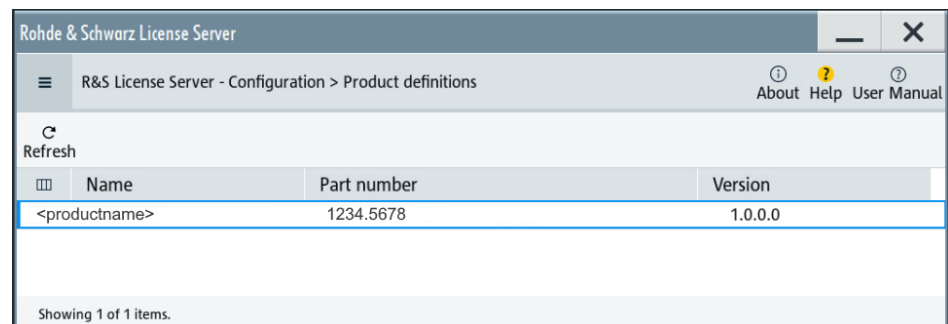 Rohde & Schwarz License Server
R&S License Server - Configuration > Product definitions
About Help User Manual
Refresh
Name Part number Version
<productname> 1234.5678 1.0.0.0
Showing 1 of 1 items.